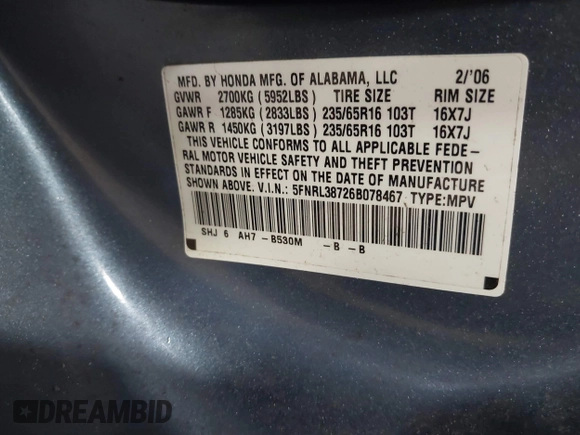 MFD. BY HONDA MFG. OF ALABAMA, LLC 2/'06
GVWR 2700KG (5952LBS) TIRE SIZE RIM SIZE
GAWR F 1285KG (2833LBS) 235/65R16 103T 16X7J
GAWR R 1450KG (3197LBS) 235/65R16 103T 16X7J
THIS VEHICLE CONFORMS TO ALL APPLICABLE FEDE-
RAL MOTOR VEHICLE SAFETY AND THEFT PREVENTION
STANDARDS IN EFFECT ON THE DATE OF MANUFACTURE
SHOWN ABOVE. V.I.N.: 5FNRL38726B078467 TYPE:MPV
SHJ 6 AH7 -B530M -B -B
DREAMBID